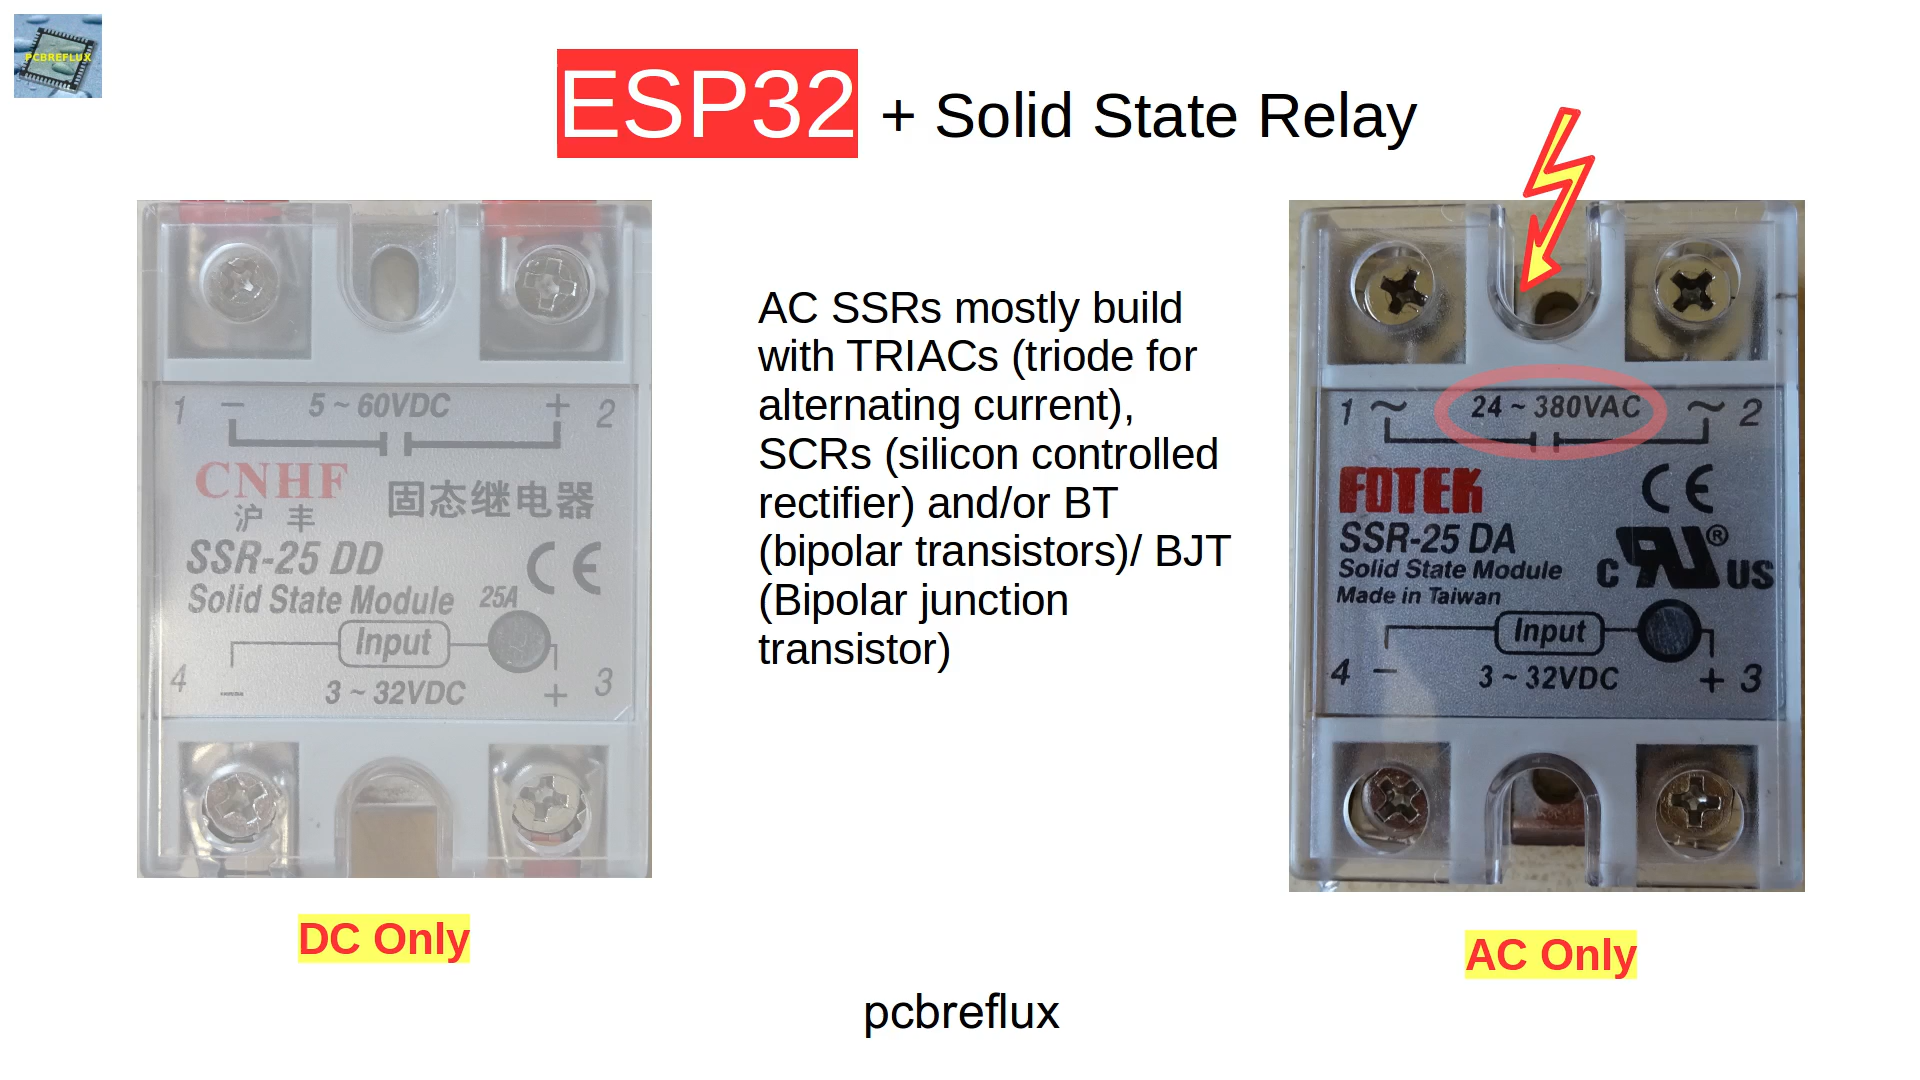 PCBREFLUX
ESP32 + Solid State Relay
1 − 5 ~ 60VDC + 2
CNHF
沪 丰
固态继电器
SSR-25 DD
CE
Solid State Module 25A
Input
4 − 3 ~ 32VDC + 3
DC Only
AC SSRs mostly build
with TRIACs (triode for
alternating current),
SCRs (silicon controlled
rectifier) and/or BT
(bipolar transistors)/ BJT
(Bipolar junction
transistor)
1 ~ 24 ~ 380VAC ~ 2
FOTEK
CE
SSR-25 DA
Solid State Module
Made in Taiwan
c RU ® US
Input
4 − 3 ~ 32VDC + 3
AC Only
pcbreflux